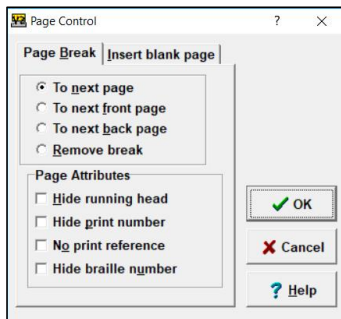 Page Control
Page Break
Insert blank page
To next page
To next front page
To next back page
Remove break
Page Attributes
Hide running head
Hide print number
No print reference
Hide braille number
OK
Cancel
Help